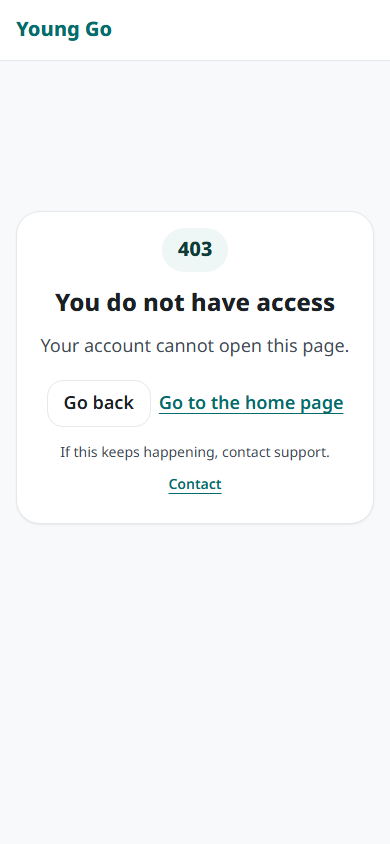 Young Go
403
You do not have access
Your account cannot open this page.
Go back Go to the home page
If this keeps happening, contact support.
Contact